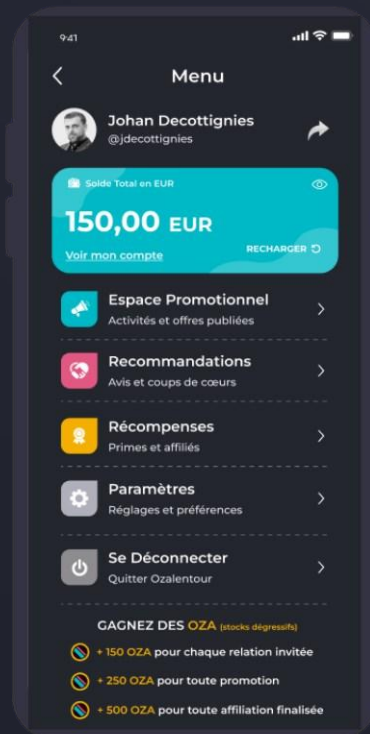 9:41
Menu
Johan Decottignies
@jdecottignies
Solde Total en EUR
150,00 EUR
Voir mon compte
RECHARGER
Espace Promotionnel
Activités et offres publiées
Recommandations
Avis et coups de cœurs
Récompenses
Primes et affiliés
Paramètres
Réglages et préférences
Se Déconnecter
Quitter Ozalentour
GAGNEZ DES OZA (stocks dégressifs)
+ 150 OZA pour chaque relation invitée
+ 250 OZA pour toute promotion
+ 500 OZA pour toute affiliation finalisée